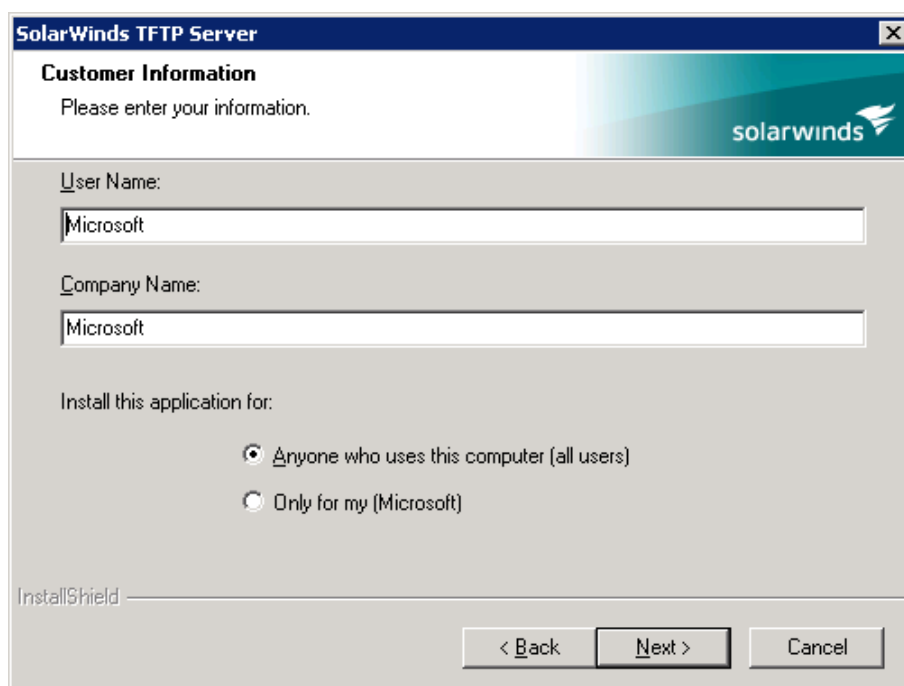 SolarWinds TFTP Server
Customer Information
Please enter your information.
solarwinds
User Name:
Microsoft
Company Name:
Microsoft
Install this application for:
Anyone who uses this computer (all users)
Only for my (Microsoft)
InstallShield
< Back
Next >
Cancel